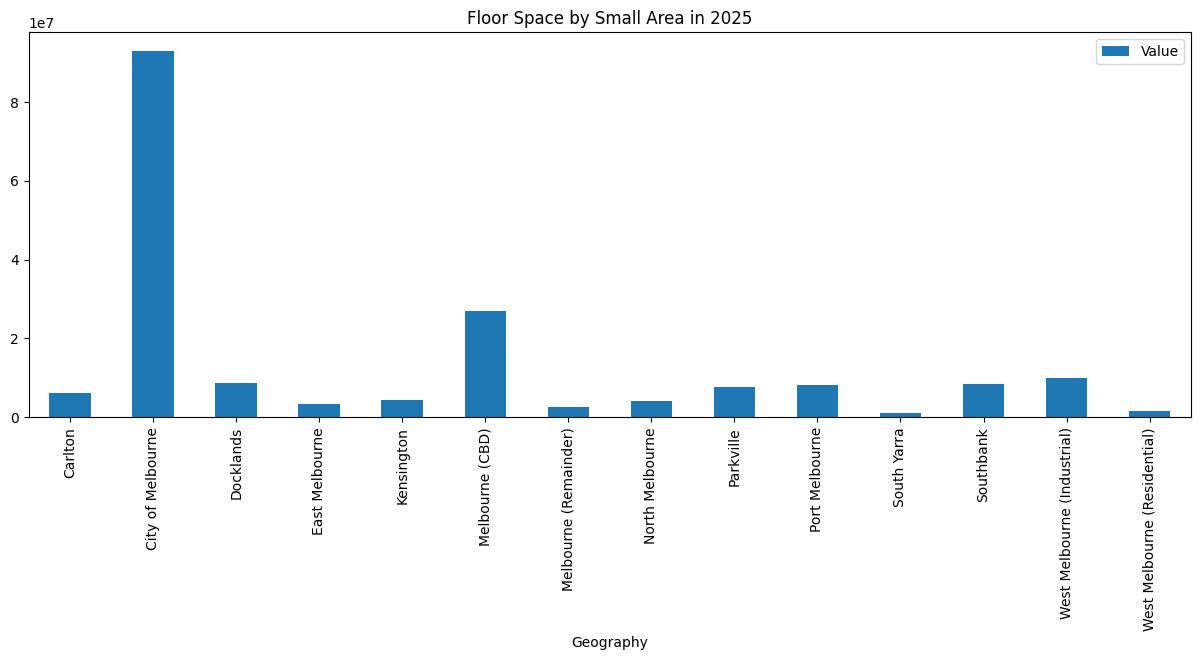 Floor Space by Small Area in 2025
1e7
Value
8
6
4
2
0
Carlton
City of Melbourne
Docklands
East Melbourne
Kensington
Melbourne (CBD)
Melbourne (Remainder)
North Melbourne
Parkville
Port Melbourne
South Yarra
Southbank
West Melbourne (Industrial)
West Melbourne (Residential)
Geography